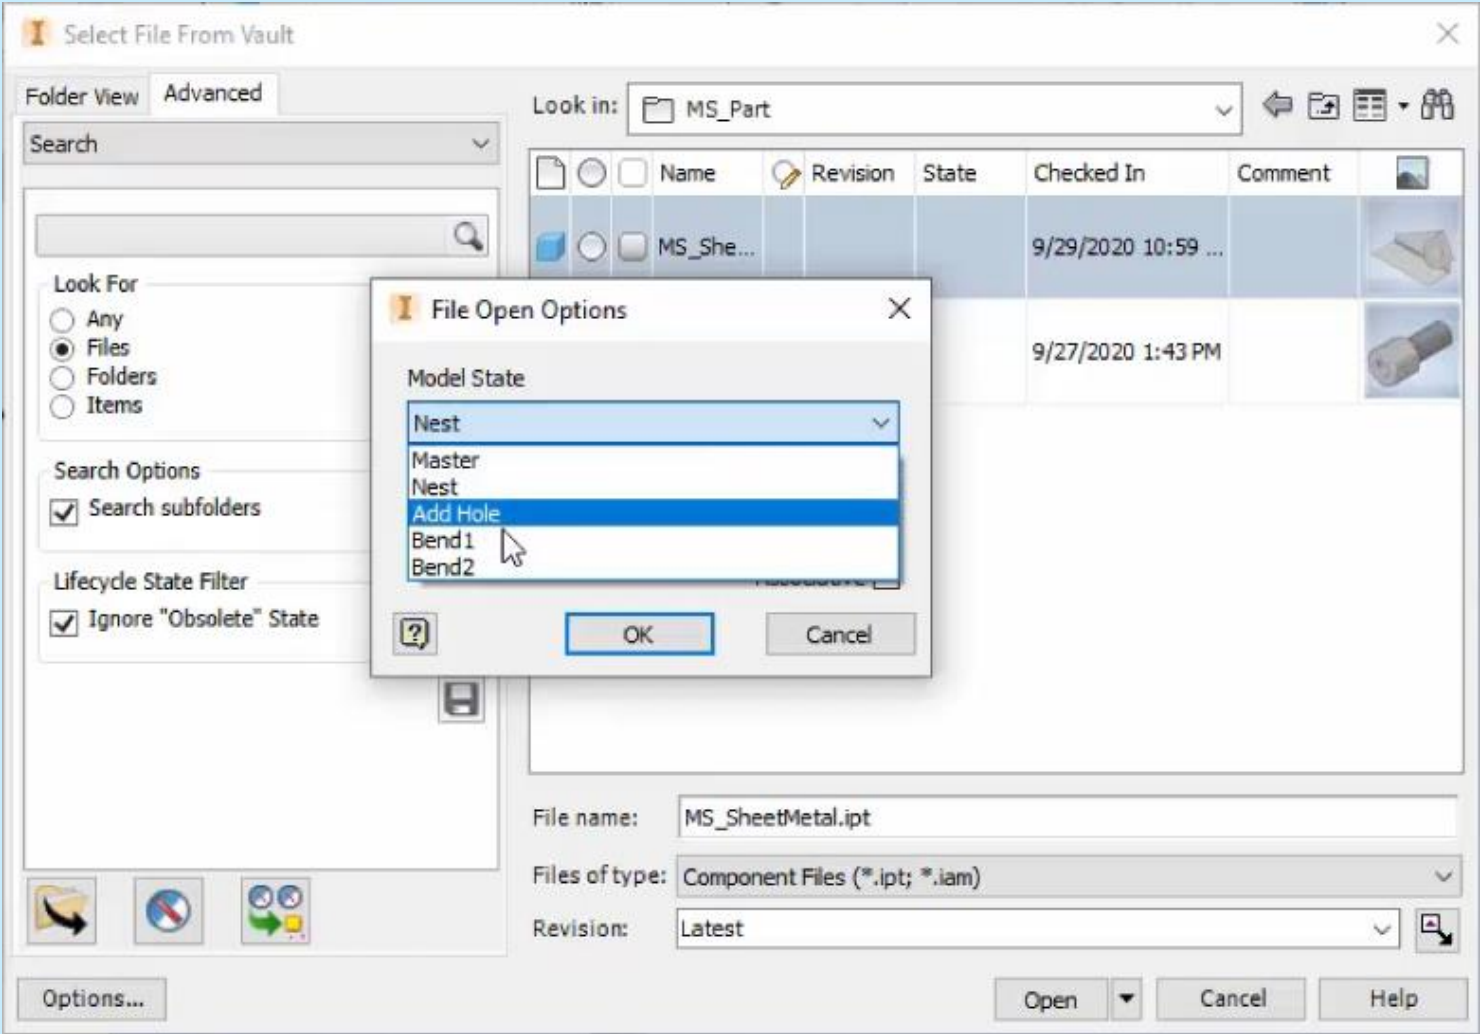 Select File From Vault
Folder View
Advanced
Search
Look For
Any
Files
Folders
Items
Search Options
Search subfolders
Lifecycle State Filter
Ignore "Obsolete" State
Look in:
MS_Part
Name
Revision
State
Checked In
Comment
MS_She...
9/29/2020 10:59 ...
9/27/2020 1:43 PM
File Open Options
Model State
Nest
Master
Nest
Add Hole
Bend1
Bend2
OK
Cancel
File name:
MS_SheetMetal.ipt
Files of type:
Component Files (*.ipt; *.iam)
Revision:
Latest
Options...
Open
Cancel
Help